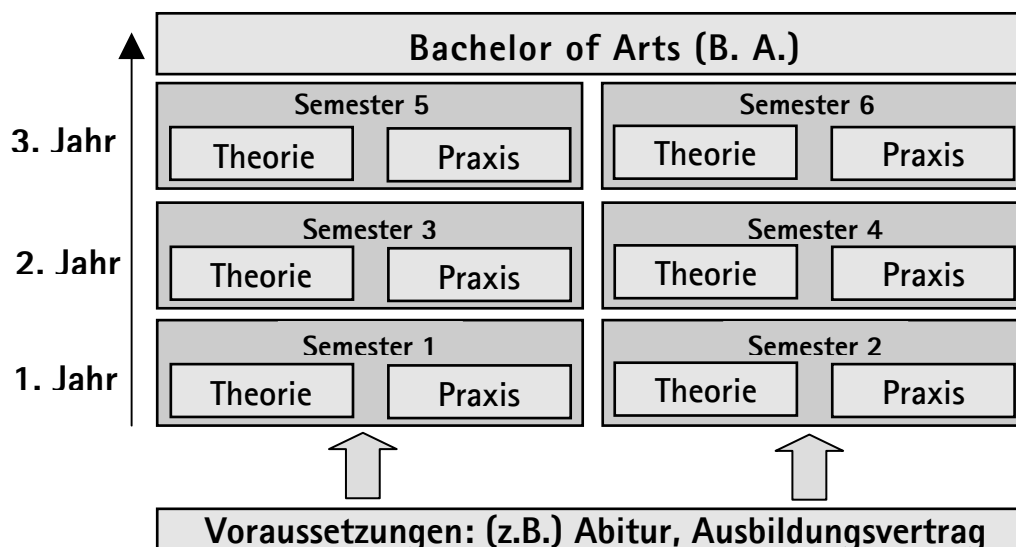 Bachelor of Arts (B. A.)
3. Jahr
Semester 5
Theorie
Praxis
Semester 6
Theorie
Praxis
2. Jahr
Semester 3
Theorie
Praxis
Semester 4
Theorie
Praxis
1. Jahr
Semester 1
Theorie
Praxis
Semester 2
Theorie
Praxis
Voraussetzungen: (z.B.) Abitur, Ausbildungsvertrag